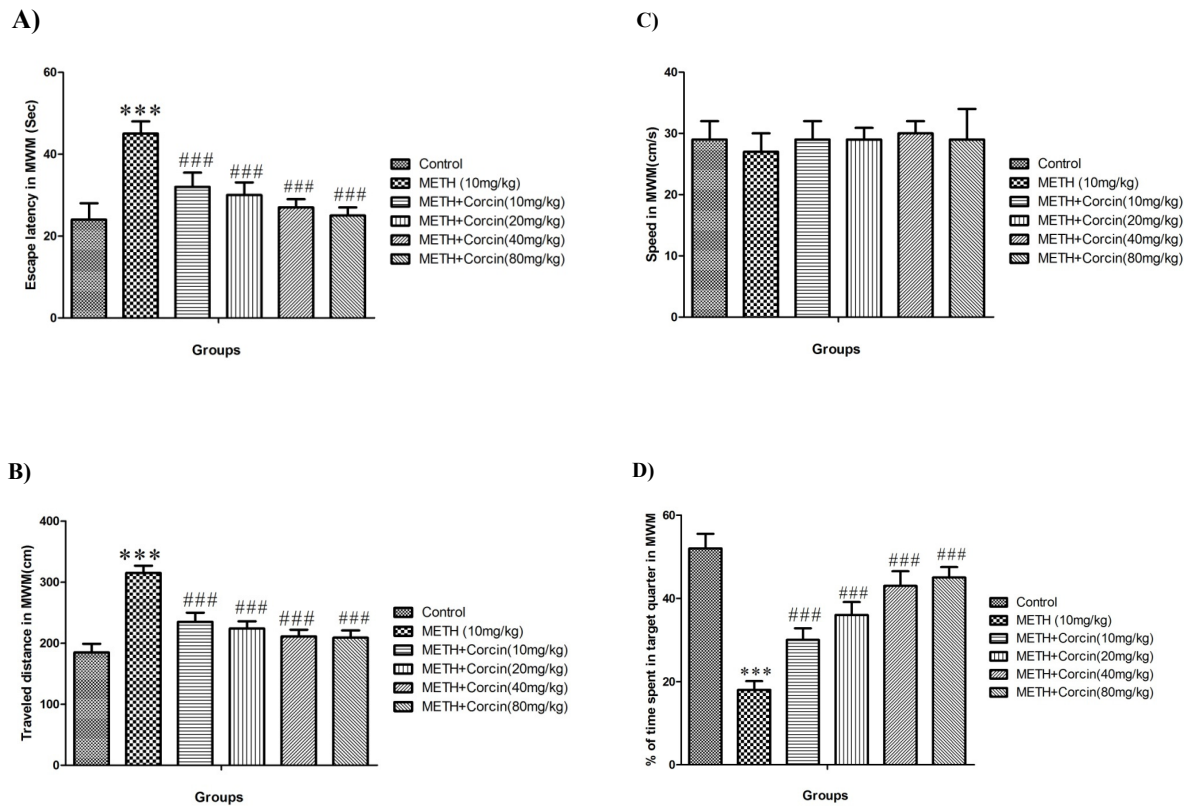 A)
60
40
20
0
Escape latency in MWM (Sec)
***
###
###
###
###
Groups
Control
METH (10mg/kg)
METH+Corcin(10mg/kg)
METH+Corcin(20mg/kg)
METH+Corcin(40mg/kg)
METH+Corcin(80mg/kg)
C)
40
30
20
10
0
Speed in MWM(cm/s)
Groups
Control
METH (10mg/kg)
METH+Corcin(10mg/kg)
METH+Corcin(20mg/kg)
METH+Corcin(40mg/kg)
METH+Corcin(80mg/kg)
B)
400
300
200
100
0
Traveled distance in MWM(cm)
***
###
###
###
###
Groups
Control
METH (10mg/kg)
METH+Corcin(10mg/kg)
METH+Corcin(20mg/kg)
METH+Corcin(40mg/kg)
METH+Corcin(80mg/kg)
D)
60
40
20
0
% of time spent in target quarter in MWM
***
###
###
###
###
Groups
Control
METH (10mg/kg)
METH+Corcin(10mg/kg)
METH+Corcin(20mg/kg)
METH+Corcin(40mg/kg)
METH+Corcin(80mg/kg)